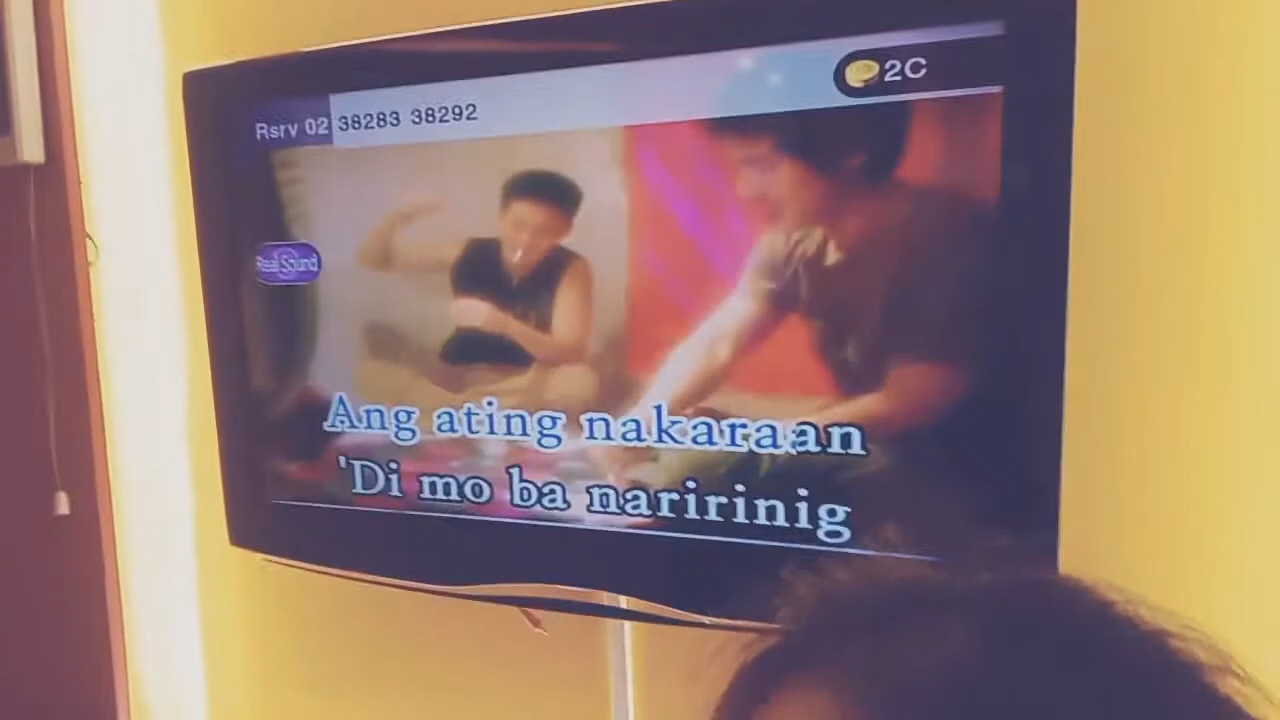 Rsrv 02 38283 38292
2C
Real Sound
Ang ating nakaraan
'Di mo ba naririnig